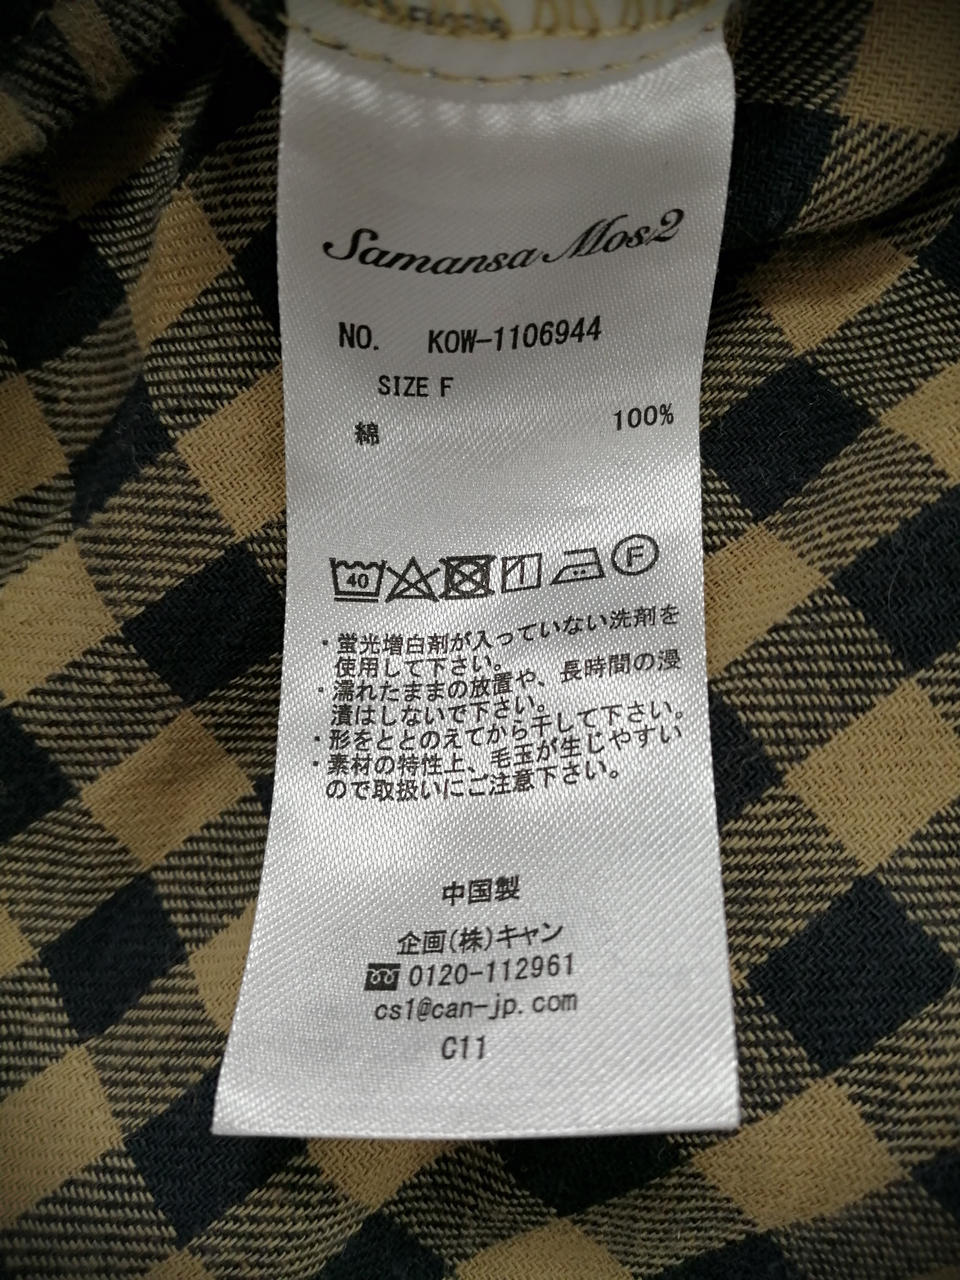 Samansa Mos2
NO. KOW-1106944
SIZE F
綿 100%
40
F
・蛍光増白剤が入っていない洗剤を
使用して下さい。
・濡れたままの放置や、長時間の浸
漬はしないで下さい。
・形をととのえてから干して下さい。
・素材の特性上、毛玉が生じやすい
ので取扱いにご注意下さい。
中国製
企画(株)キャン
0120-112961
cs1@can-jp.com
C11